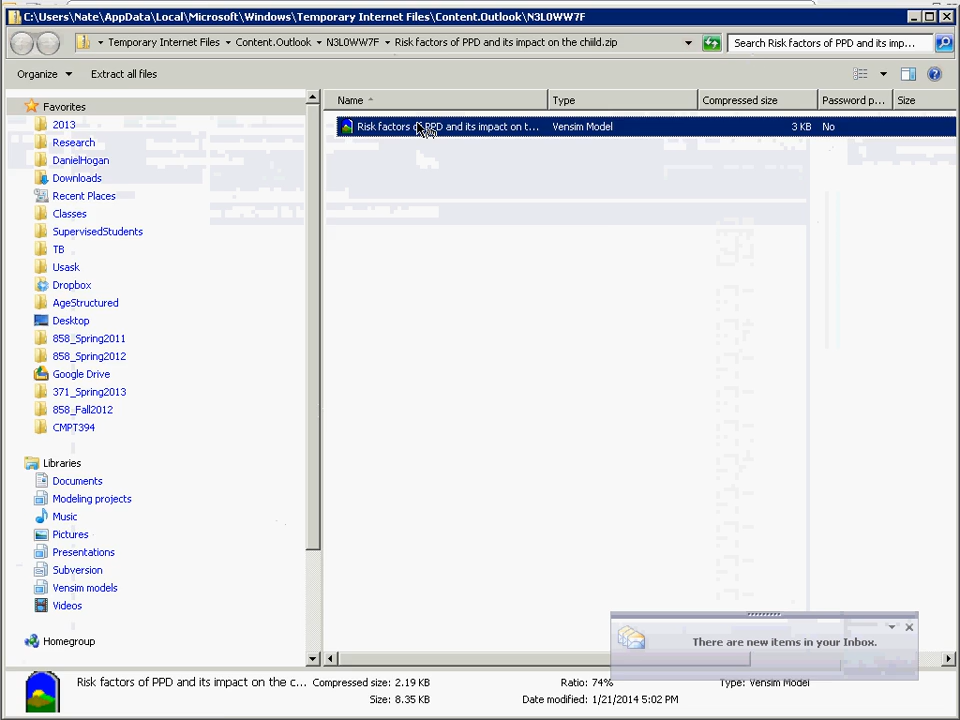 C:\Users\Nate\AppData\Local\Microsoft\Windows\Temporary Internet Files\Content.Outlook\N3L0WW7F
Temporary Internet Files Content.Outlook N3L0WW7F Risk factors of PPD and its impact on the chiild.zip
Search Risk factors of PPD and its imp...
Organize Extract all files
Name Type Compressed size Password p... Size
Risk factors of PPD and its impact on t... Vensim Model 3 KB No
Favorites
2013
Research
DanielHogan
Downloads
Recent Places
Classes
SupervisedStudents
TB
Usask
Dropbox
AgeStructured
Desktop
858_Spring2011
858_Spring2012
Google Drive
371_Spring2013
858_Fall2012
CMPT394
Libraries
Documents
Modeling projects
Music
Pictures
Presentations
Subversion
Vensim models
Videos
Homegroup
There are new items in your Inbox.
Risk factors of PPD and its impact on the c... Compressed size: 2.19 KB Ratio: 74% Type: Vensim Model
Size: 8.35 KB Date modified: 1/21/2014 5:02 PM